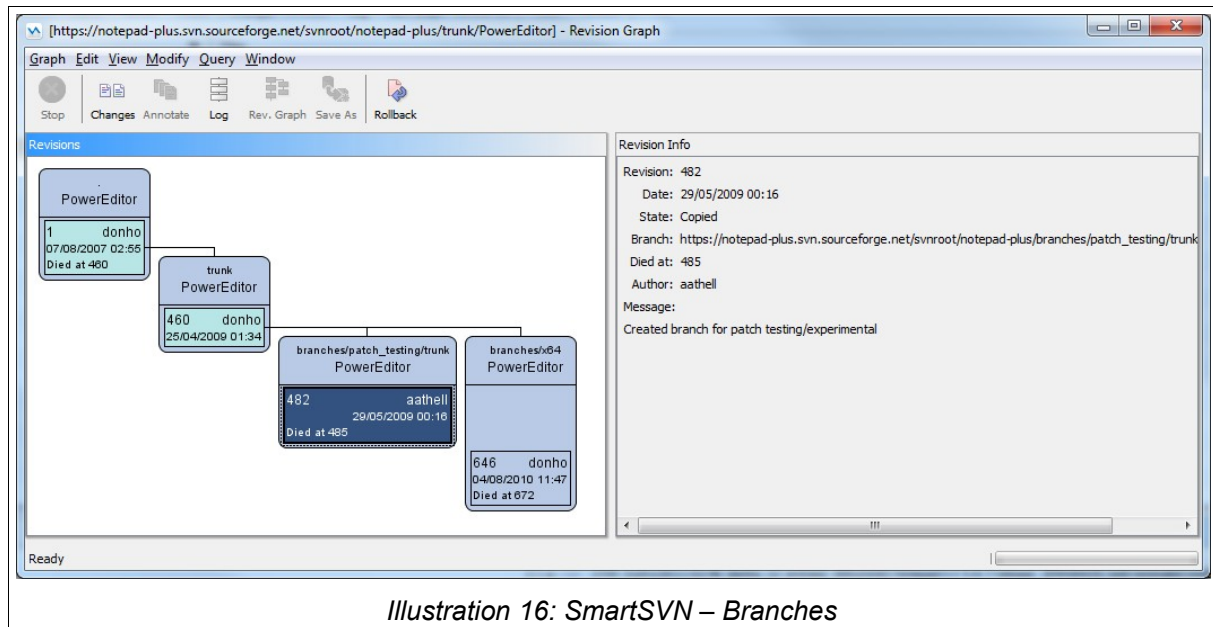 [https://notepad-plus.svn.sourceforge.net/svnroot/notepad-plus/trunk/PowerEditor] - Revision Graph
Graph Edit View Modify Query Window
Stop Changes Annotate Log Rev. Graph Save As Rollback
Revisions
.
PowerEditor
1 donho
07/08/2007 02:55
Died at 460
trunk
PowerEditor
460 donho
25/04/2009 01:34
branches/patch_testing/trunk
PowerEditor
482 aathell
29/05/2009 00:16
Died at 485
branches/x64
PowerEditor
646 donho
04/08/2010 11:47
Died at 672
Revision Info
Revision: 482
Date: 29/05/2009 00:16
State: Copied
Branch: https://notepad-plus.svn.sourceforge.net/svnroot/notepad-plus/branches/patch_testing/trunk
Died at: 485
Author: aathell
Message:
Created branch for patch testing/experimental
Ready
Illustration 16: SmartSVN – Branches